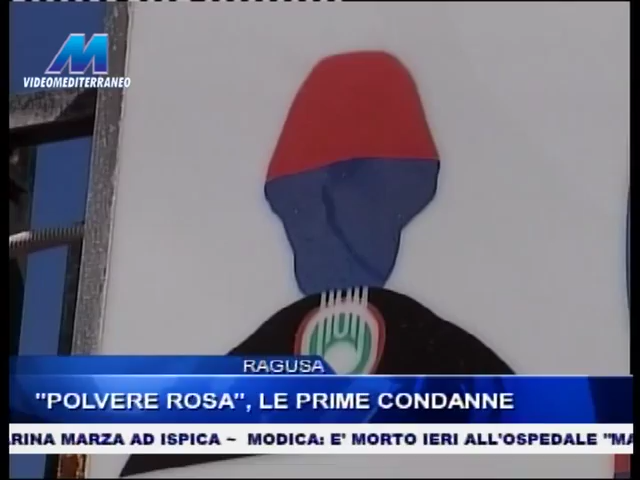 VIDEOMEDITERRANEO
RAGUSA
"POLVERE ROSA", LE PRIME CONDANNE
ARINA MARZA AD ISPICA ~ MODICA: E' MORTO IERI ALL'OSPEDALE "MA